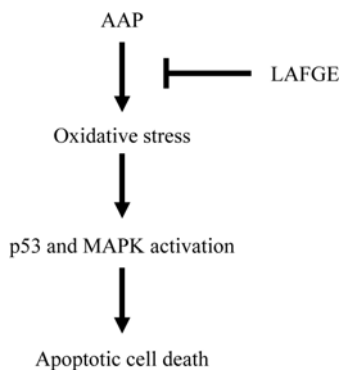 AAP
LAFGE
Oxidative stress
p53 and MAPK activation
Apoptotic cell death